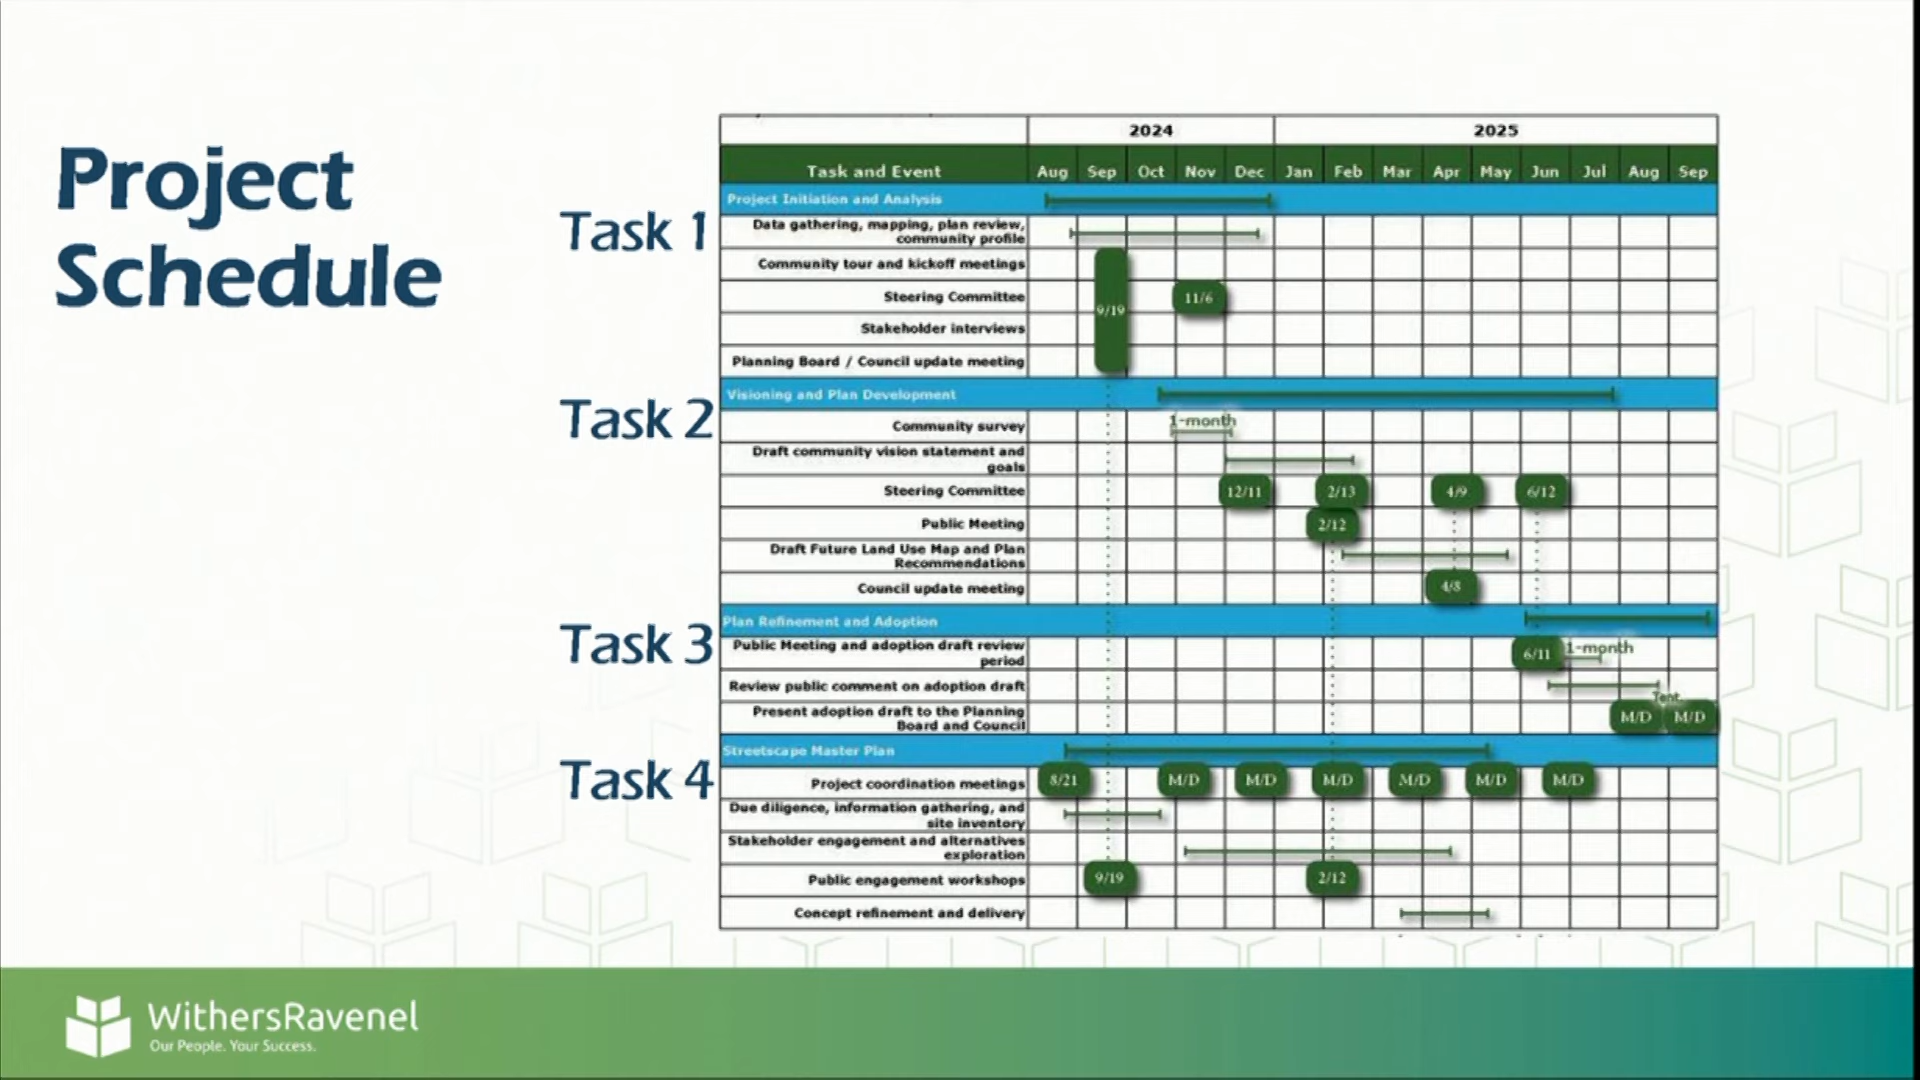 Project
Schedule
2024 2025
Task and Event Aug Sep Oct Nov Dec Jan Feb Mar Apr May Jun Jul Aug Sep
Project Initiation and Analysis
Task 1
Data gathering, mapping, plan review,
community profile
Community tour and kickoff meetings
Steering Committee 11/6
9/19
Stakeholder interviews
Planning Board / Council update meeting
Visioning and Plan Development
Task 2
Community survey 1-month
Draft community vision statement and
goals
Steering Committee 12/11 2/13 4/9 6/12
Public Meeting 2/12
Draft Future Land Use Map and Plan
Recommendations
Council update meeting 4/8
Plan Refinement and Adoption
Task 3
Public Meeting and adoption draft review
period 6/11 1-month
Review public comment on adoption draft
Tent.
Present adoption draft to the Planning
Board and Council M/D M/D
Streetscape Master Plan
Task 4
Project coordination meetings 8/21 M/D M/D M/D M/D M/D M/D
Due diligence, information gathering, and
site inventory
Stakeholder engagement and alternatives
exploration
Public engagement workshops 9/19 2/12
Concept refinement and delivery
WithersRavenel
Our People. Your Success.